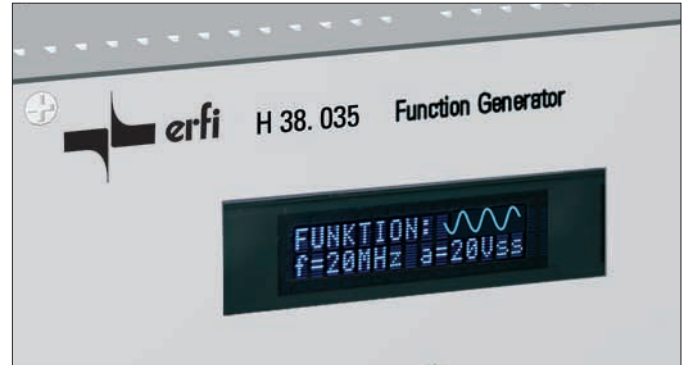 erfi H 38. 035 Function Generator
FUNKTION:
f=20MHz a=20Vss